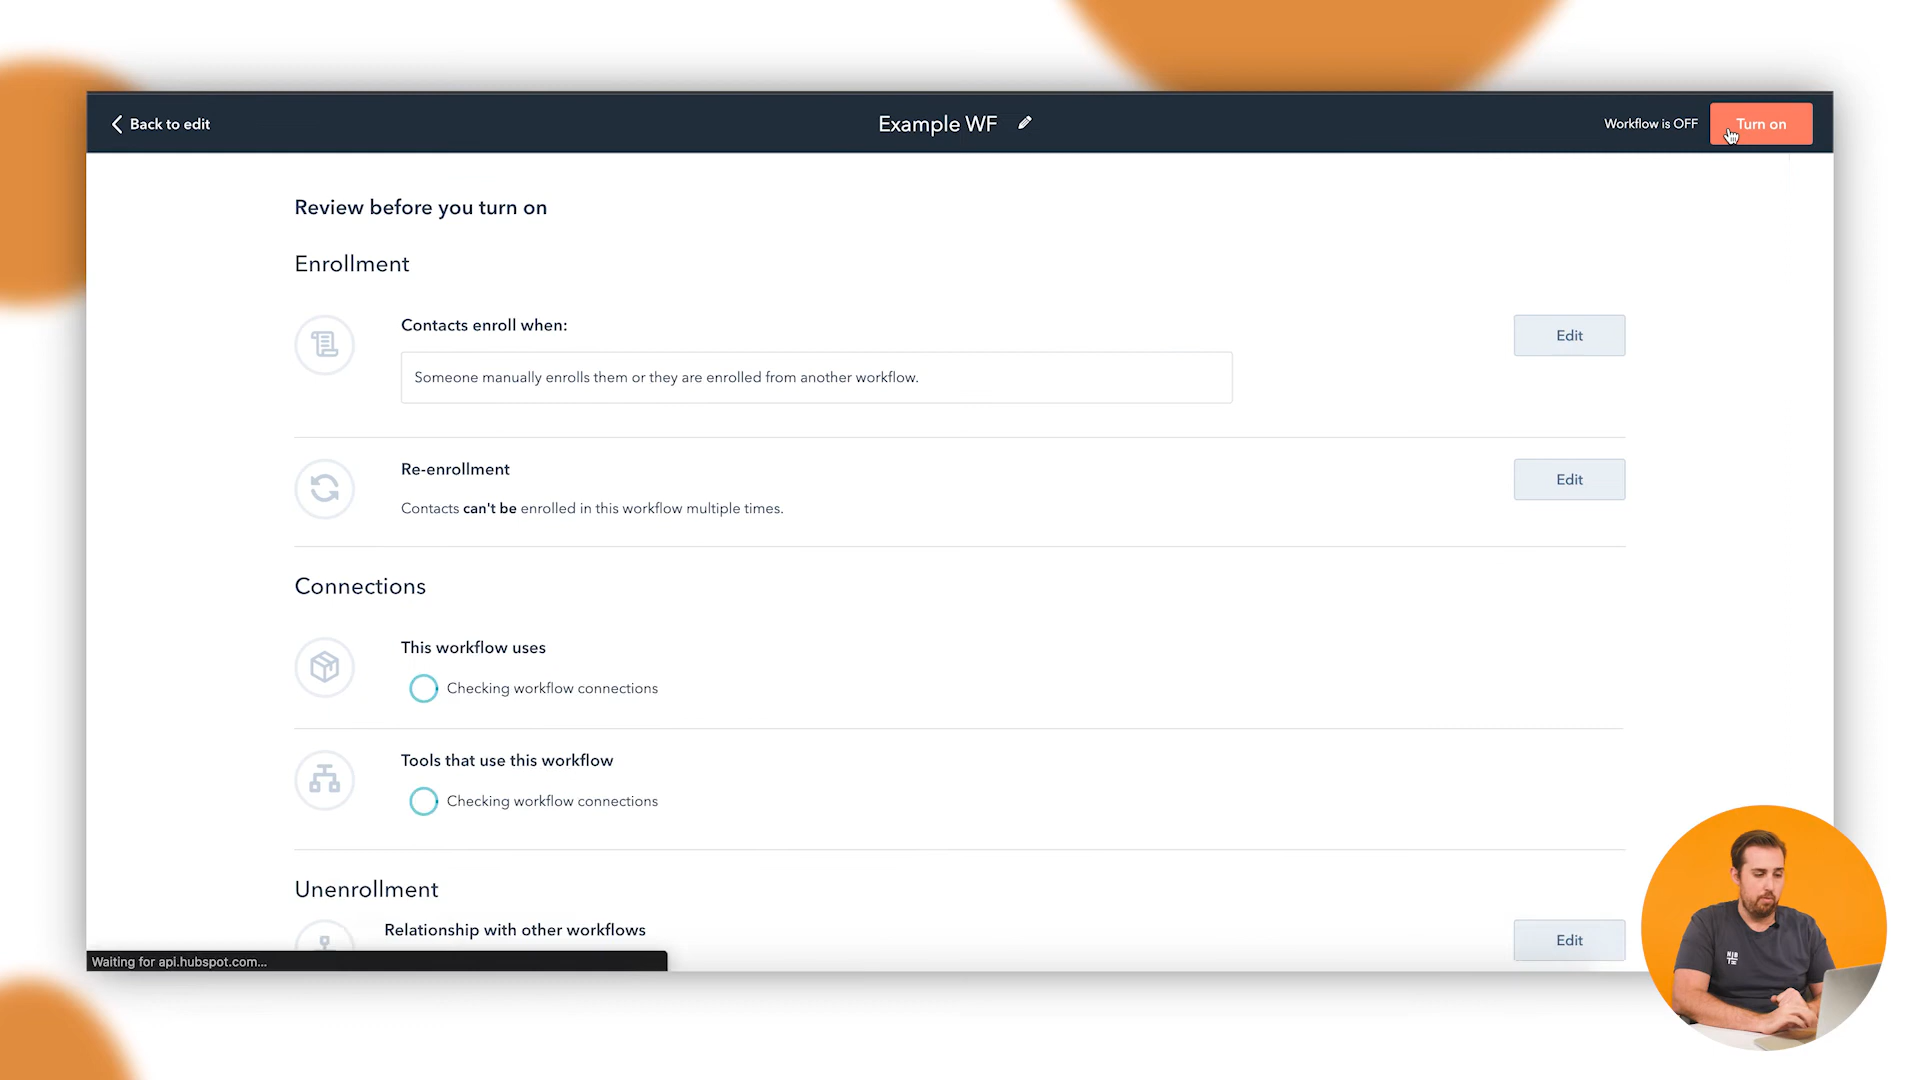 Back to edit
Example WF
Workflow is OFF
Turn on
Review before you turn on
Enrollment
Contacts enroll when:
Edit
Someone manually enrolls them or they are enrolled from another workflow.
Re-enrollment
Edit
Contacts can't be enrolled in this workflow multiple times.
Connections
This workflow uses
Checking workflow connections
Tools that use this workflow
Checking workflow connections
Unenrollment
Relationship with other workflows
Edit
Waiting for api.hubspot.com...